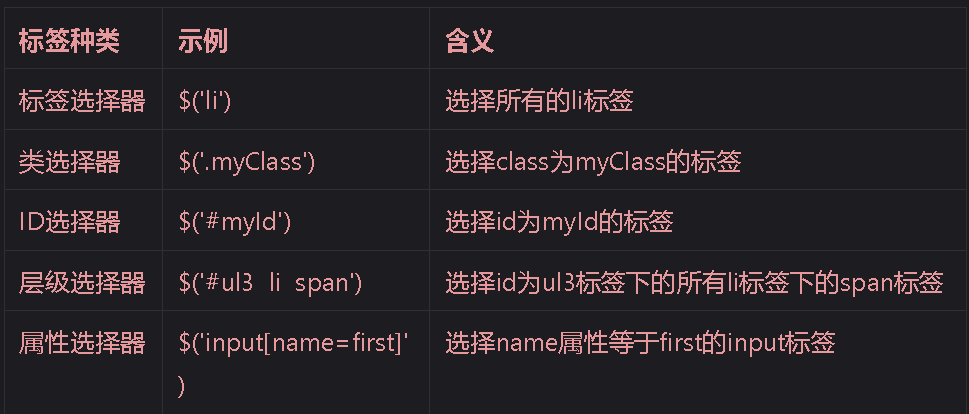 标签种类 示例 含义
标签选择器 $('li') 选择所有的li标签
类选择器 $('.myClass') 选择class为myClass的标签
ID选择器 $('#myId') 选择id为myId的标签
层级选择器 $('#ul3 li span') 选择id为ul3标签下的所有li标签下的span标签
属性选择器 $('input[name=first]' 选择name属性等于first的input标签
)